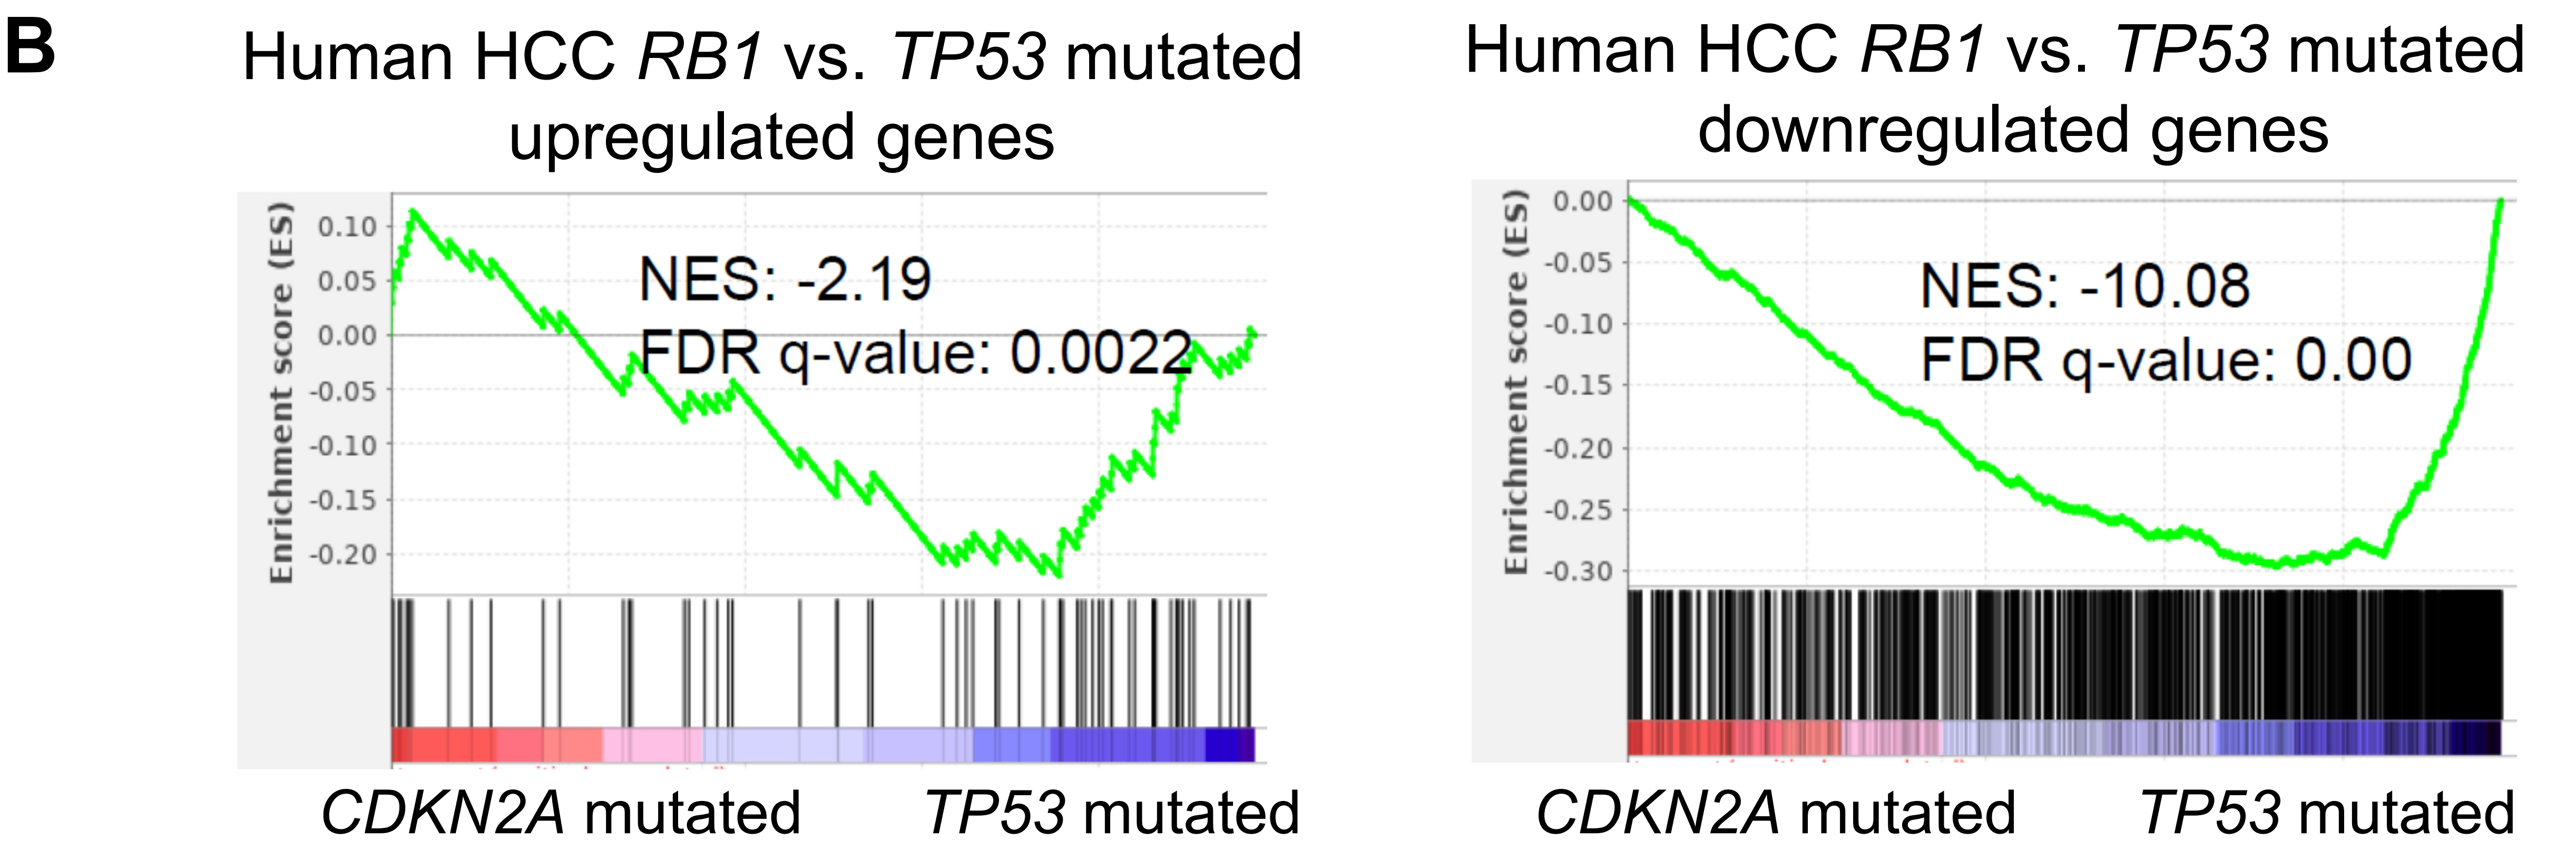 B
Human HCC RB1 vs. TP53 mutated
upregulated genes
Enrichment score (ES)
0.10
0.05
0.00
-0.05
-0.10
-0.15
-0.20
NES: -2.19
FDR q-value: 0.0022
CDKN2A mutated
TP53 mutated
Human HCC RB1 vs. TP53 mutated
downregulated genes
Enrichment score (ES)
0.00
-0.05
-0.10
-0.15
-0.20
-0.25
-0.30
NES: -10.08
FDR q-value: 0.00
CDKN2A mutated
TP53 mutated